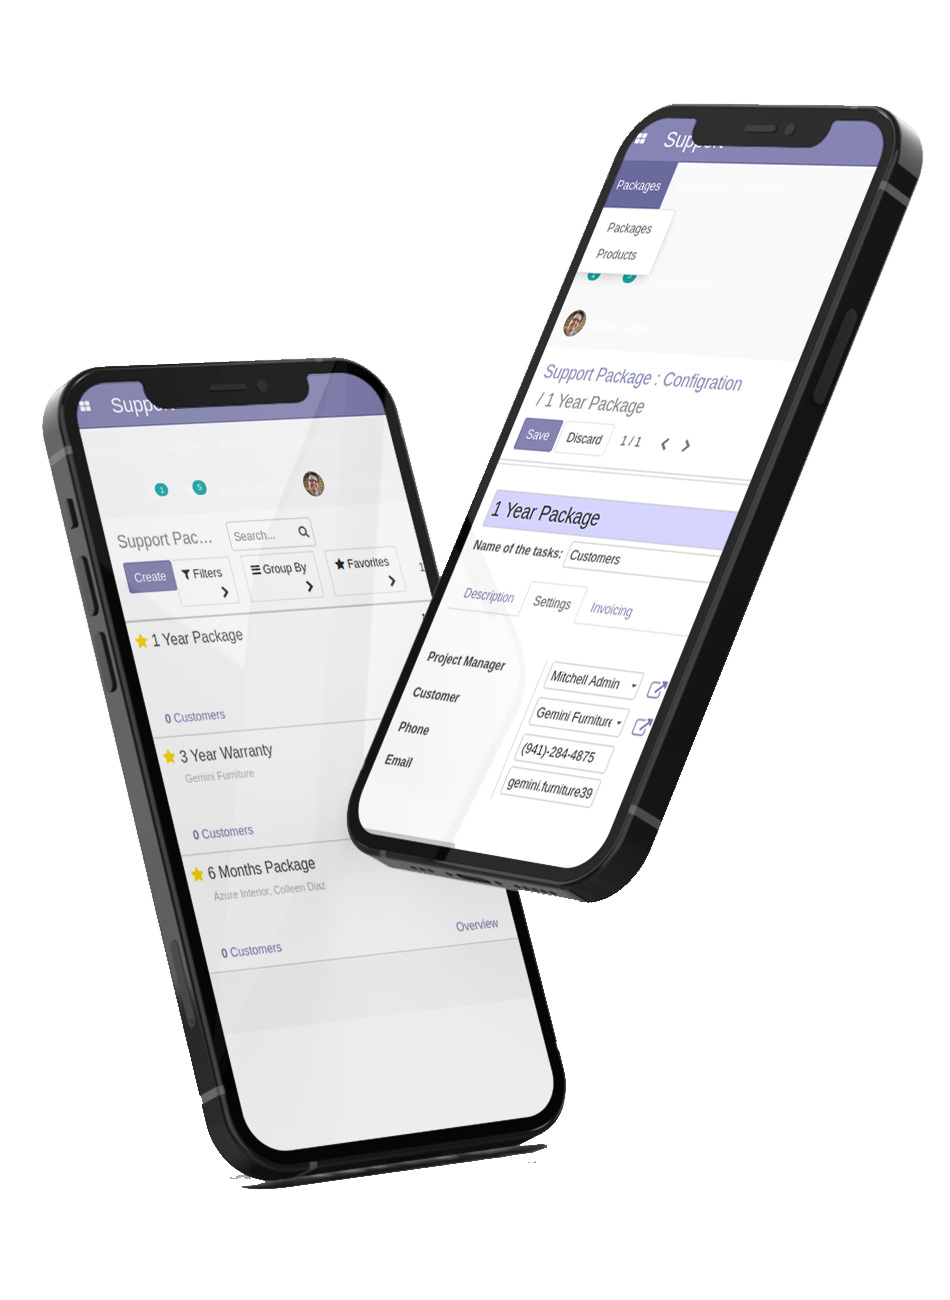 Support
1 5
Support Pac... Search...
Create Filters Group By Favorites
1 Year Package
0 Customers
3 Year Warranty
Gemini Furniture
0 Customers
6 Months Package
Azure Interior, Colleen Diaz
0 Customers Overview
Support
Packages
Packages
Products
Support Package : Configration
/ 1 Year Package
Save Discard 1 / 1
1 Year Package
Name of the tasks: Customers
Description Settings Invoicing
Project Manager Mitchell Admin
Customer Gemini Furniture
Phone (941)-284-4875
Email gemini.furniture39